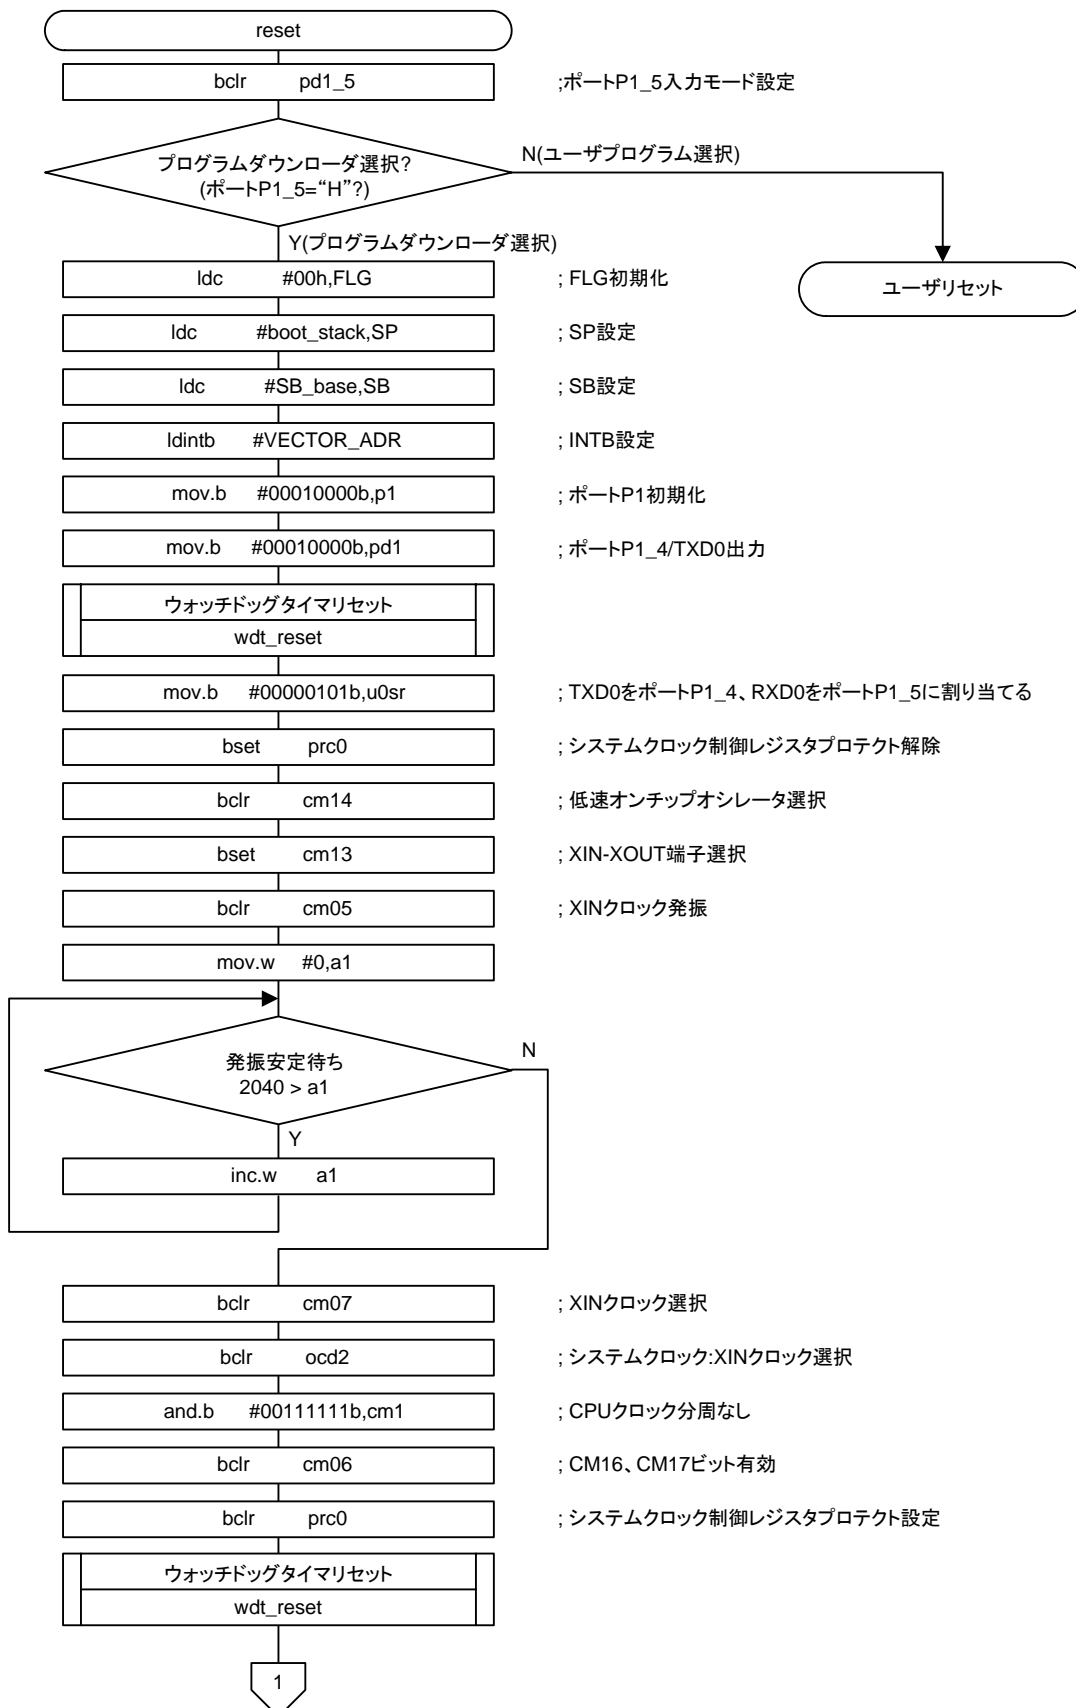 reset
bclr pd1_5 ;ポートP1_5入力モード設定
プログラムダウンローダ選択?
(ポートP1_5=“H”?)
N(ユーザプログラム選択)
Y(プログラムダウンローダ選択)
ユーザリセット
ldc #00h,FLG ; FLG初期化
ldc #boot_stack,SP ; SP設定
ldc #SB_base,SB ; SB設定
ldintb #VECTOR_ADR ; INTB設定
mov.b #00010000b,p1 ; ポートP1初期化
mov.b #00010000b,pd1 ; ポートP1_4/TXD0出力
ウォッチドッグタイマリセット
wdt_reset
mov.b #00000101b,u0sr ; TXD0をポートP1_4、RXD0をポートP1_5に割り当てる
bset prc0 ; システムクロック制御レジスタプロテクト解除
bclr cm14 ; 低速オンチップオシレータ選択
bset cm13 ; XIN-XOUT端子選択
bclr cm05 ; XINクロック発振
mov.w #0,a1
発振安定待ち
2040 > a1
N
Y
inc.w a1
bclr cm07 ; XINクロック選択
bclr ocd2 ; システムクロック:XINクロック選択
and.b #00111111b,cm1 ; CPUクロック分周なし
bclr cm06 ; CM16、CM17ビット有効
bclr prc0 ; システムクロック制御レジスタプロテクト設定
ウォッチドッグタイマリセット
wdt_reset
1